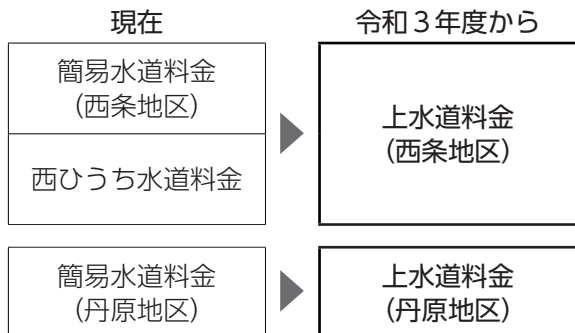 現在
令和３年度から
簡易水道料金
（西条地区）
西ひうち水道料金
上水道料金
（西条地区）
簡易水道料金
（丹原地区）
上水道料金
（丹原地区）